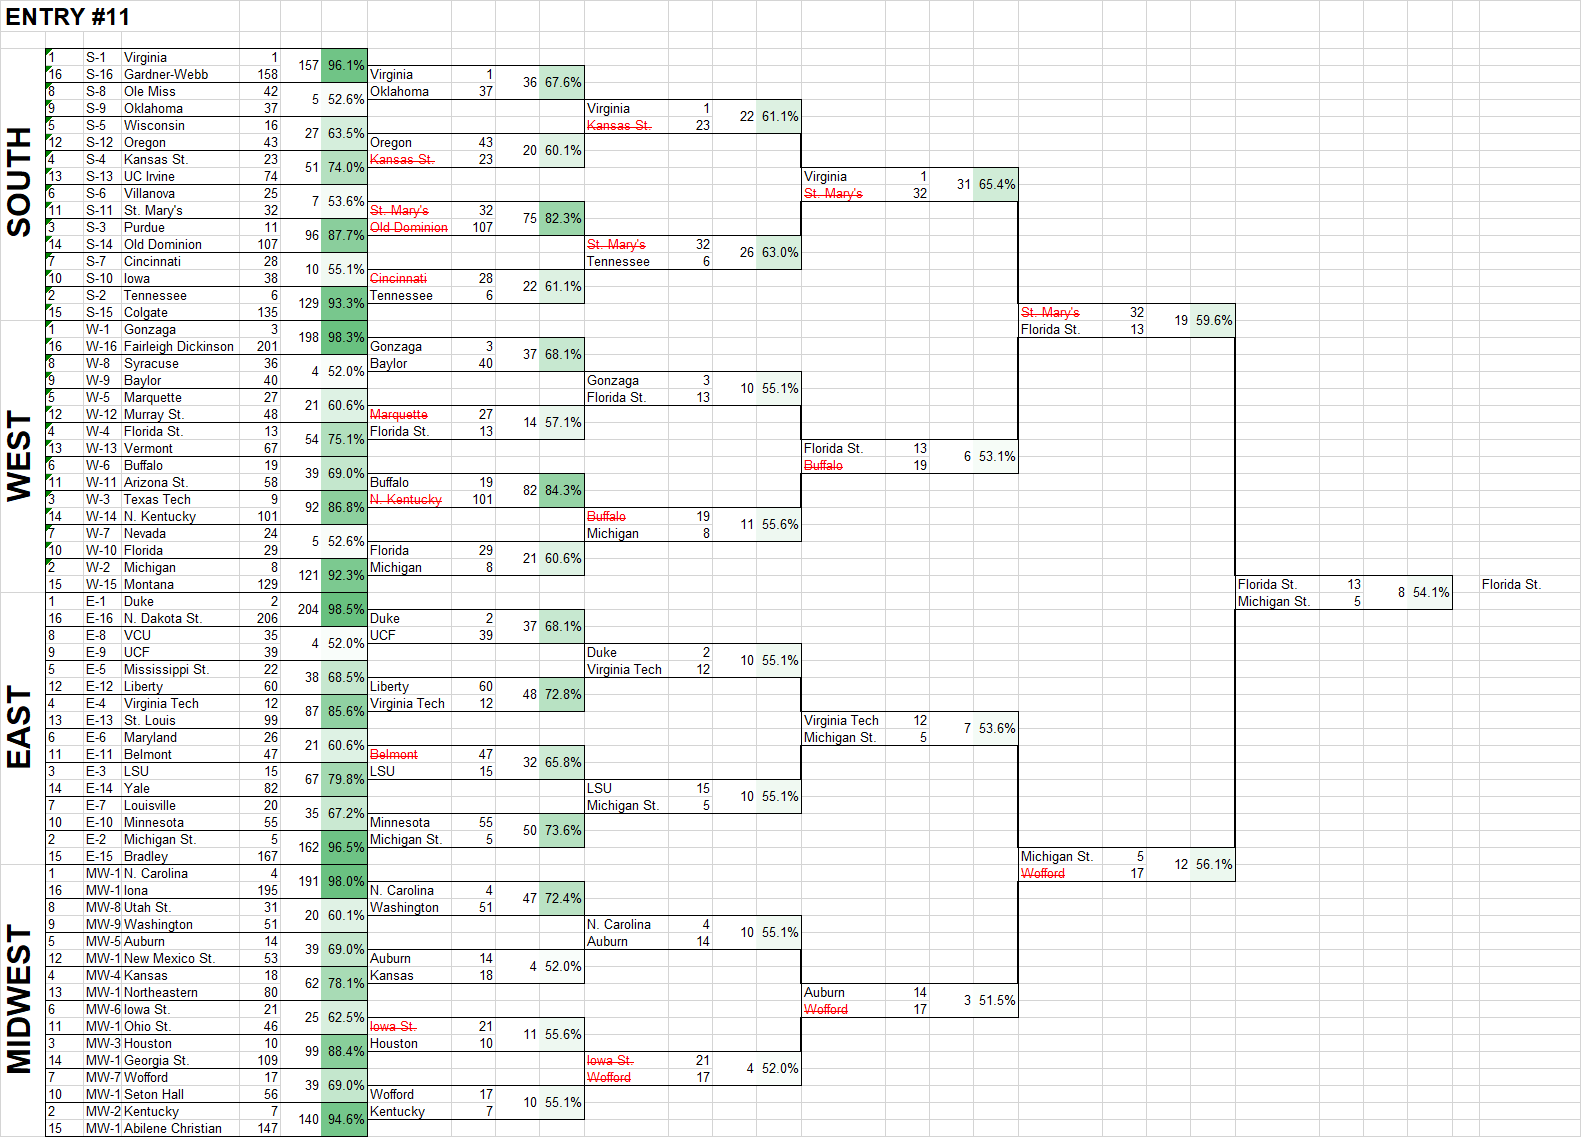 ENTRY #11
SOUTH
1 S-1 Virginia 1 157 96.1%
16 S-16 Gardner-Webb 158
8 S-8 Ole Miss 42 5 52.6%
9 S-9 Oklahoma 37
5 S-5 Wisconsin 16 27 63.5%
12 S-12 Oregon 43
4 S-4 Kansas St. 23 51 74.0%
13 S-13 UC Irvine 74
6 S-6 Villanova 25 7 53.6%
11 S-11 St. Mary's 32
3 S-3 Purdue 11 96 87.7%
14 S-14 Old Dominion 107
7 S-7 Cincinnati 28 10 55.1%
10 S-10 Iowa 38
2 S-2 Tennessee 6 129 93.3%
15 S-15 Colgate 135
WEST
1 W-1 Gonzaga 3 198 98.3%
16 W-16 Fairleigh Dickinson 201
8 W-8 Syracuse 36 4 52.0%
9 W-9 Baylor 40
5 W-5 Marquette 27 21 60.6%
12 W-12 Murray St. 48
4 W-4 Florida St. 13 54 75.1%
13 W-13 Vermont 67
6 W-6 Buffalo 19 39 69.0%
11 W-11 Arizona St. 58
3 W-3 Texas Tech 9 92 86.8%
14 W-14 N. Kentucky 101
7 W-7 Nevada 24 5 52.6%
10 W-10 Florida 29
2 W-2 Michigan 8 121 92.3%
15 W-15 Montana 129
EAST
1 E-1 Duke 2 204 98.5%
16 E-16 N. Dakota St. 206
8 E-8 VCU 35 4 52.0%
9 E-9 UCF 39
5 E-5 Mississippi St. 22 38 68.5%
12 E-12 Liberty 60
4 E-4 Virginia Tech 12 87 85.6%
13 E-13 St. Louis 99
6 E-6 Maryland 26 21 60.6%
11 E-11 Belmont 47
3 E-3 LSU 15 67 79.8%
14 E-14 Yale 82
7 E-7 Louisville 20 35 67.2%
10 E-10 Minnesota 55
2 E-2 Michigan St. 5 162 96.5%
15 E-15 Bradley 167
MIDWEST
1 MW-1 N. Carolina 4 191 98.0%
16 MW-1 Iona 195
8 MW-8 Utah St. 31 20 60.1%
9 MW-9 Washington 51
5 MW-5 Auburn 14 39 69.0%
12 MW-1 New Mexico St. 53
4 MW-4 Kansas 18 62 78.1%
13 MW-1 Northeastern 80
6 MW-6 Iowa St. 21 25 62.5%
11 MW-1 Ohio St. 46
3 MW-3 Houston 10 99 88.4%
14 MW-1 Georgia St. 109
7 MW-7 Wofford 17 39 69.0%
10 MW-1 Seton Hall 56
2 MW-2 Kentucky 7 140 94.6%
15 MW-1 Abilene Christian 147
Virginia 1 36 67.6%
Oklahoma 37
Oregon 43 20 60.1%
Kansas St. 23
St. Mary's 32 75 82.3%
Old Dominion 107
Cincinnati 28 22 61.1%
Tennessee 6
Gonzaga 3 37 68.1%
Baylor 40
Marquette 27 14 57.1%
Florida St. 13
Buffalo 19 82 84.3%
N. Kentucky 101
Florida 29 21 60.6%
Michigan 8
Duke 2 37 68.1%
UCF 39
Liberty 60 48 72.8%
Virginia Tech 12
Belmont 47 32 65.8%
LSU 15
Minnesota 55 50 73.6%
Michigan St. 5
N. Carolina 4 47 72.4%
Washington 51
Auburn 14 4 52.0%
Kansas 18
Iowa St. 21 11 55.6%
Houston 10
Wofford 17 10 55.1%
Kentucky 7
Virginia 1 22 61.1%
Kansas St. 23
St. Mary's 32 26 63.0%
Tennessee 6
Gonzaga 3 10 55.1%
Florida St. 13
Buffalo 19 11 55.6%
Michigan 8
Duke 2 10 55.1%
Virginia Tech 12
LSU 15 10 55.1%
Michigan St. 5
N. Carolina 4 10 55.1%
Auburn 14
Iowa St. 21 4 52.0%
Wofford 17
Virginia 1 31 65.4%
St. Mary's 32
Florida St. 13 6 53.1%
Buffalo 19
Virginia Tech 12 7 53.6%
Michigan St. 5
Auburn 14 3 51.5%
Wofford 17
St. Mary's 32 19 59.6%
Florida St. 13
Michigan St. 5 12 56.1%
Wofford 17
Florida St. 13 8 54.1%
Michigan St. 5
Florida St.